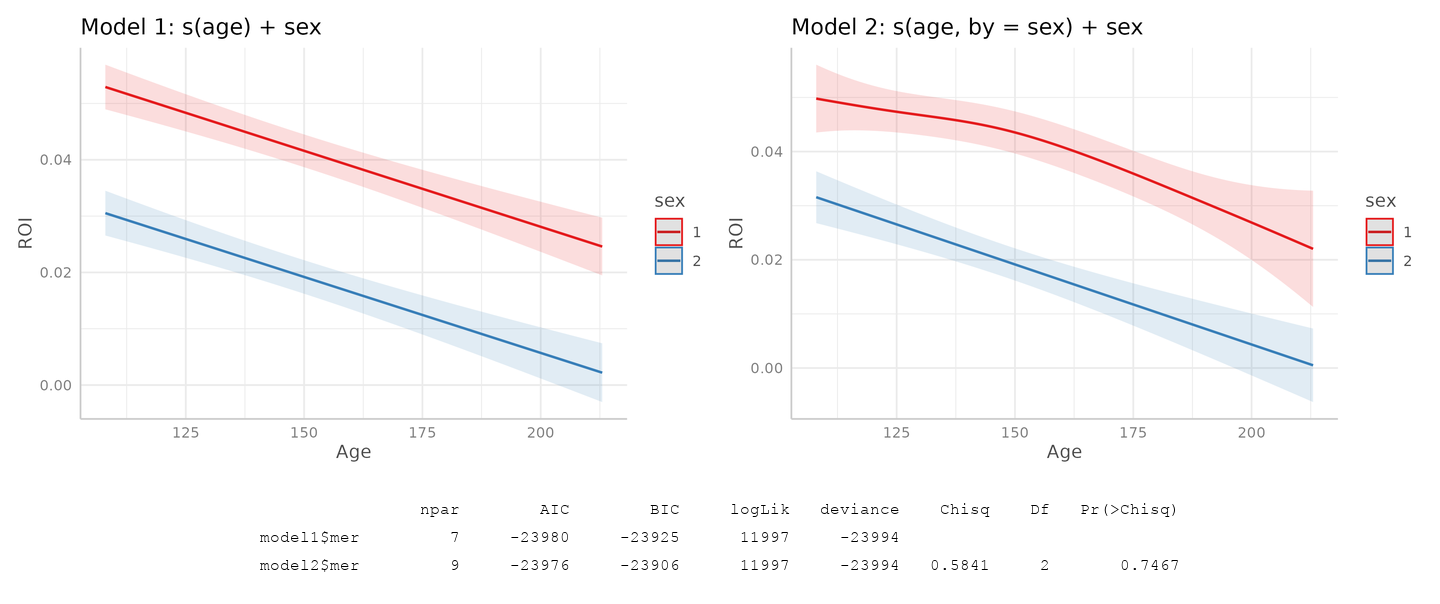 Model 1: s(age) + sex
0.04
0.02
0.00
ROI
125 150 175 200
Age
sex
1
2
Model 2: s(age, by = sex) + sex
0.04
0.02
0.00
ROI
125 150 175 200
Age
sex
1
2
npar AIC BIC logLik deviance Chisq Df Pr(>Chisq)
model1$mer 7 -23980 -23925 11997 -23994
model2$mer 9 -23976 -23906 11997 -23994 0.5841 2 0.7467